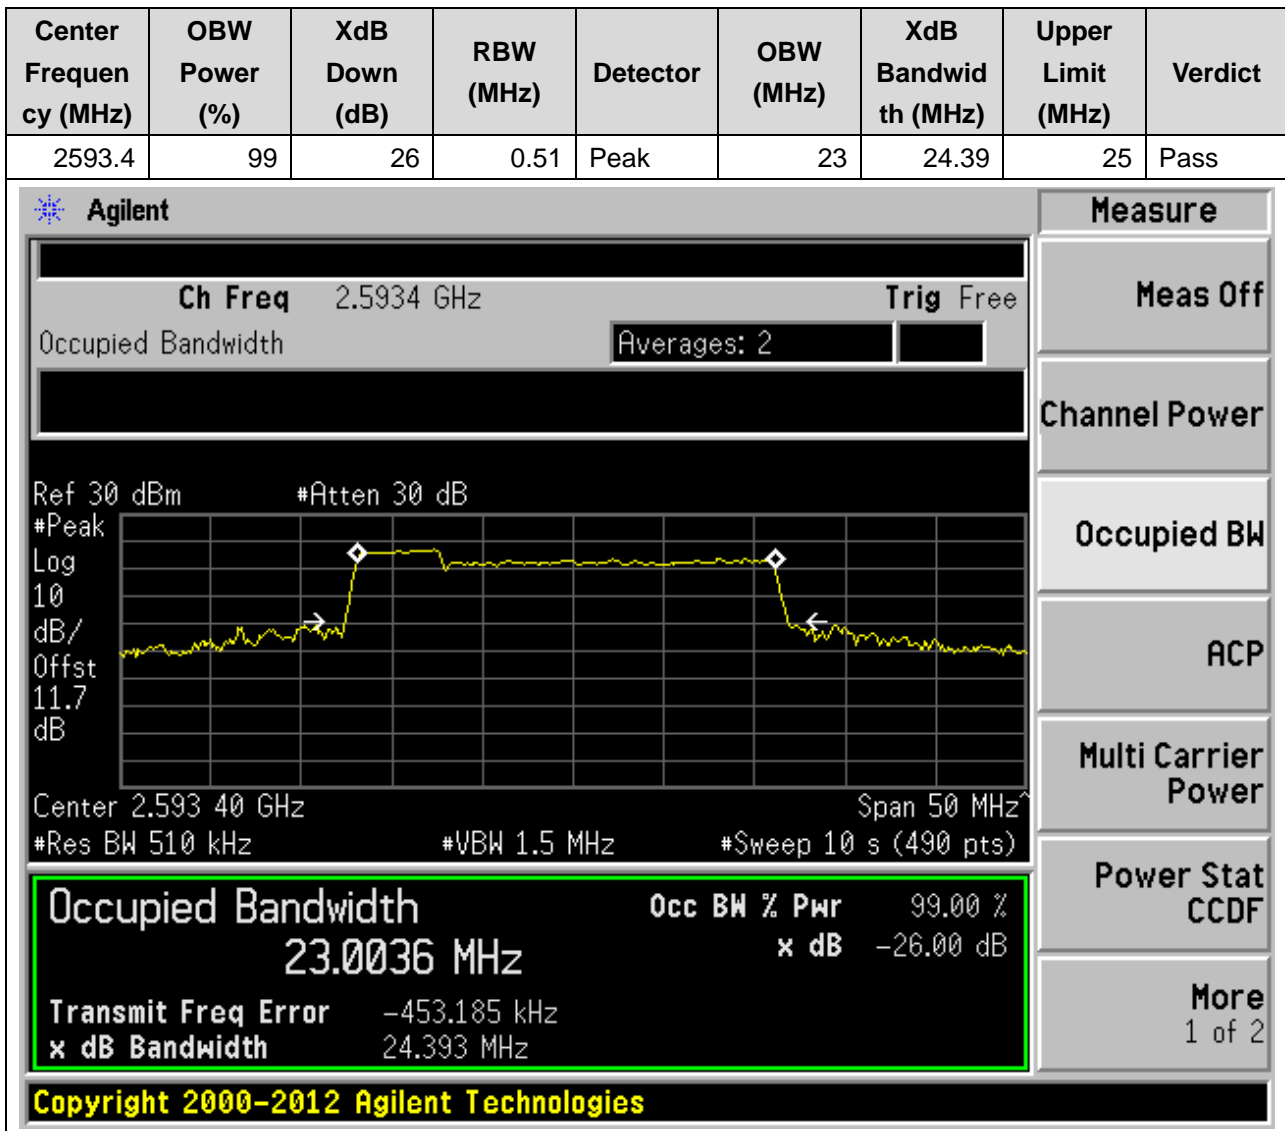 Center Frequen cy (MHz)
OBW Power (%)
XdB Down (dB)
RBW (MHz)
Detector
OBW (MHz)
XdB Bandwid th (MHz)
Upper Limit (MHz)
Verdict
2593.4 99 26 0.51 Peak 23 24.39 25 Pass
Agilent
Measure
Ch Freq 2.5934 GHz Trig Free
Meas Off
Occupied Bandwidth Averages: 2
Channel Power
Ref 30 dBm #Atten 30 dB
#Peak
Log
10
dB/
Offst
11.7
dB
Occupied BW
ACP
Multi Carrier
Power
Center 2.593 40 GHz Span 50 MHz^
#Res BW 510 kHz #VBW 1.5 MHz #Sweep 10 s (490 pts)
Occupied Bandwidth Occ BW % Pwr 99.00 %
23.0036 MHz x dB -26.00 dB
Power Stat
CCDF
Transmit Freq Error -453.185 kHz
x dB Bandwidth 24.393 MHz
More
1 of 2
Copyright 2000-2012 Agilent Technologies